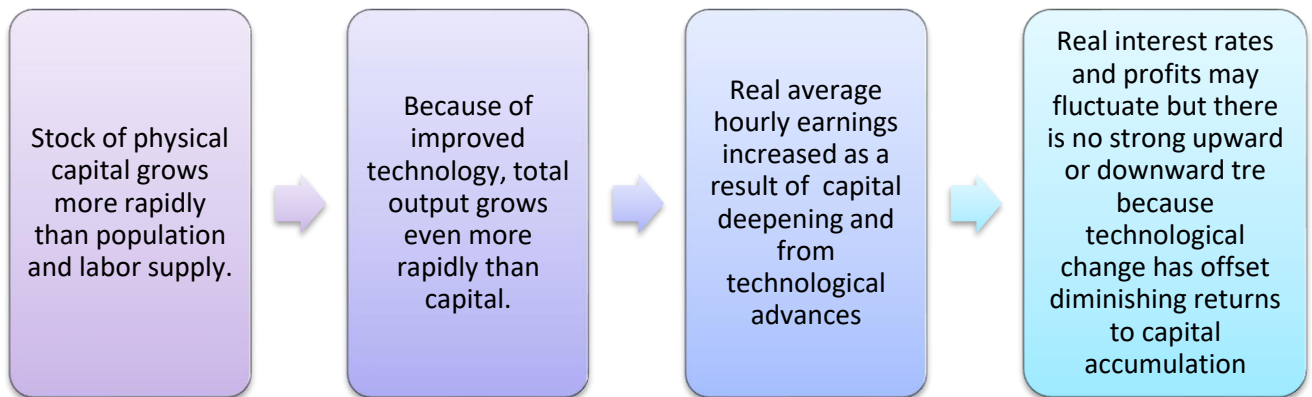 Stock of physical
capital grows
more rapidly
than population
and labor supply.
Because of
improved
technology, total
output grows
even more
rapidly than
capital.
Real average
hourly earnings
increased as a
result of  capital
deepening and
from
technological
advances
Real interest rates
and profits may
fluctuate but there
is no strong upward
or downward tre
because
technological
change has offset
diminishing returns
to capital
accumulation